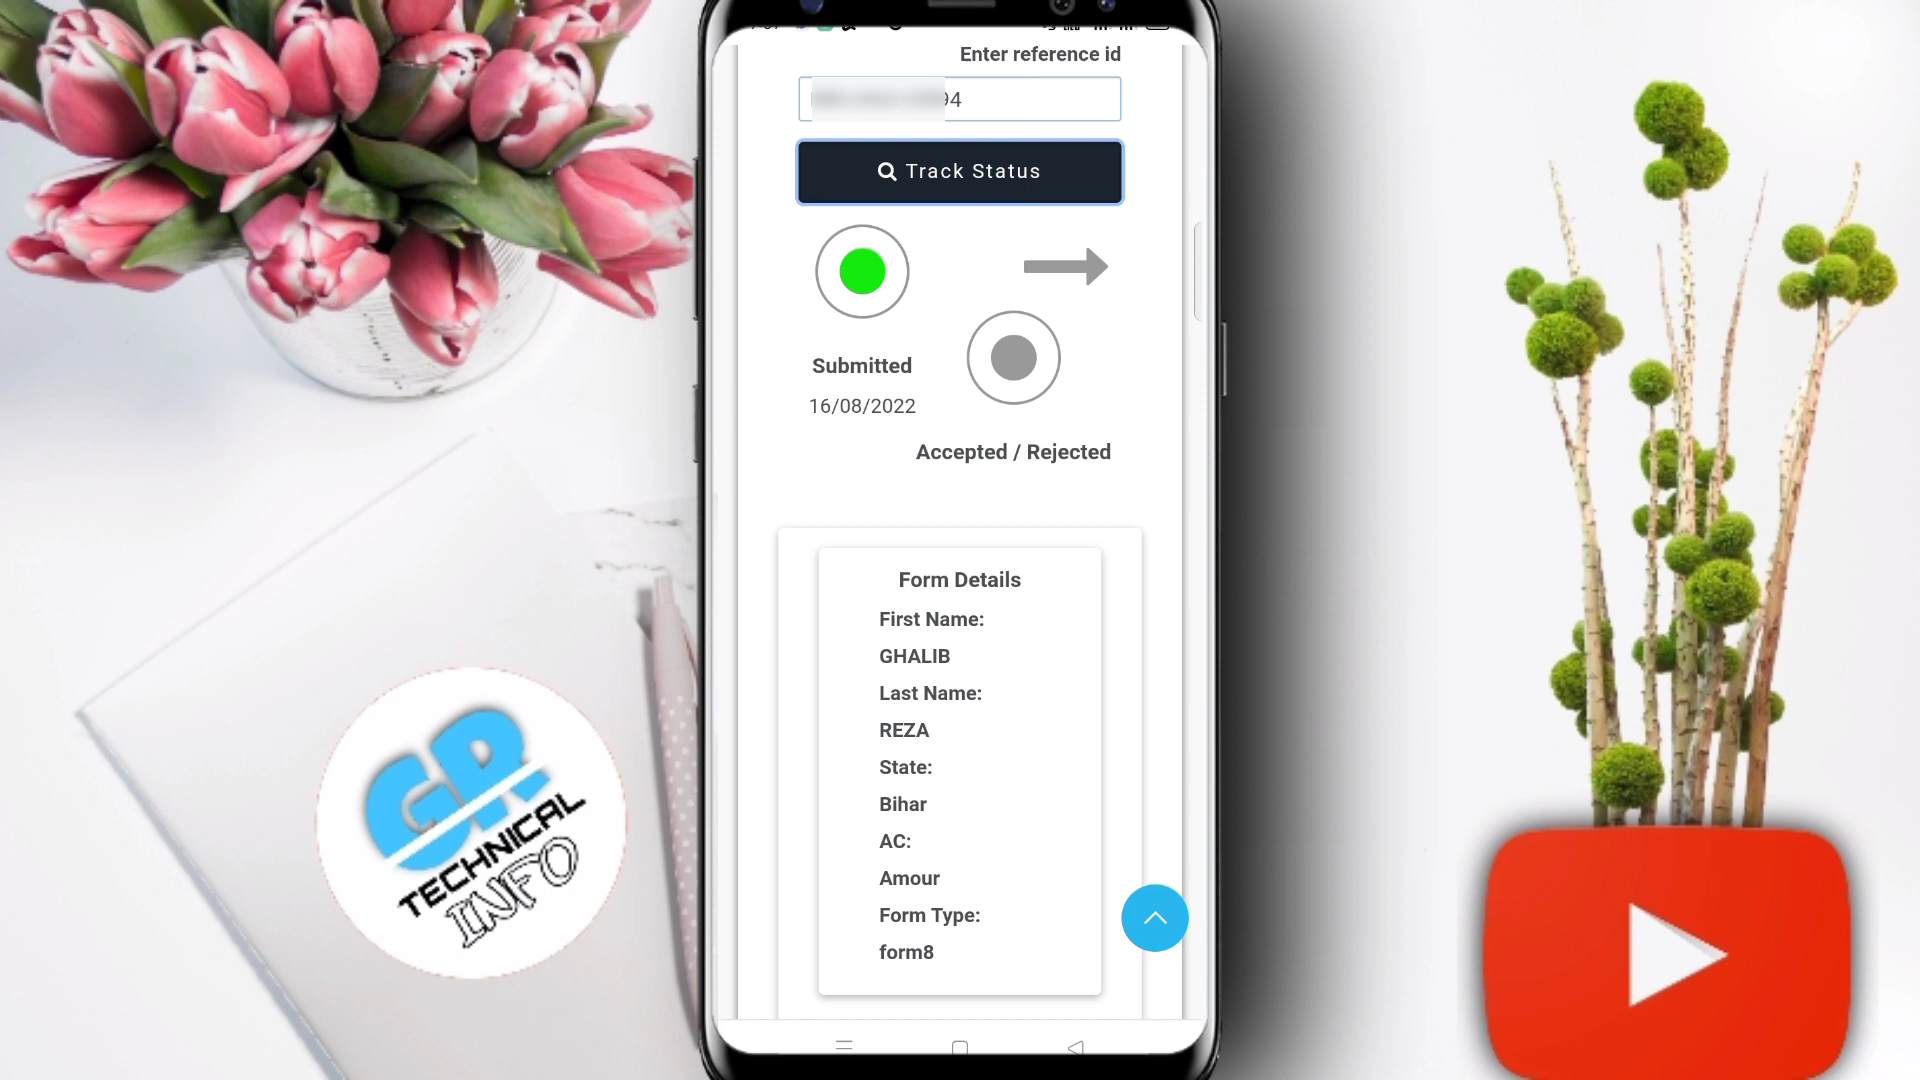 Enter reference id
94
Track Status
Submitted
16/08/2022
Accepted / Rejected
Form Details
First Name:
GHALIB
Last Name:
REZA
State:
Bihar
AC:
Amour
Form Type:
form8
GR
TECHNICAL
INFO